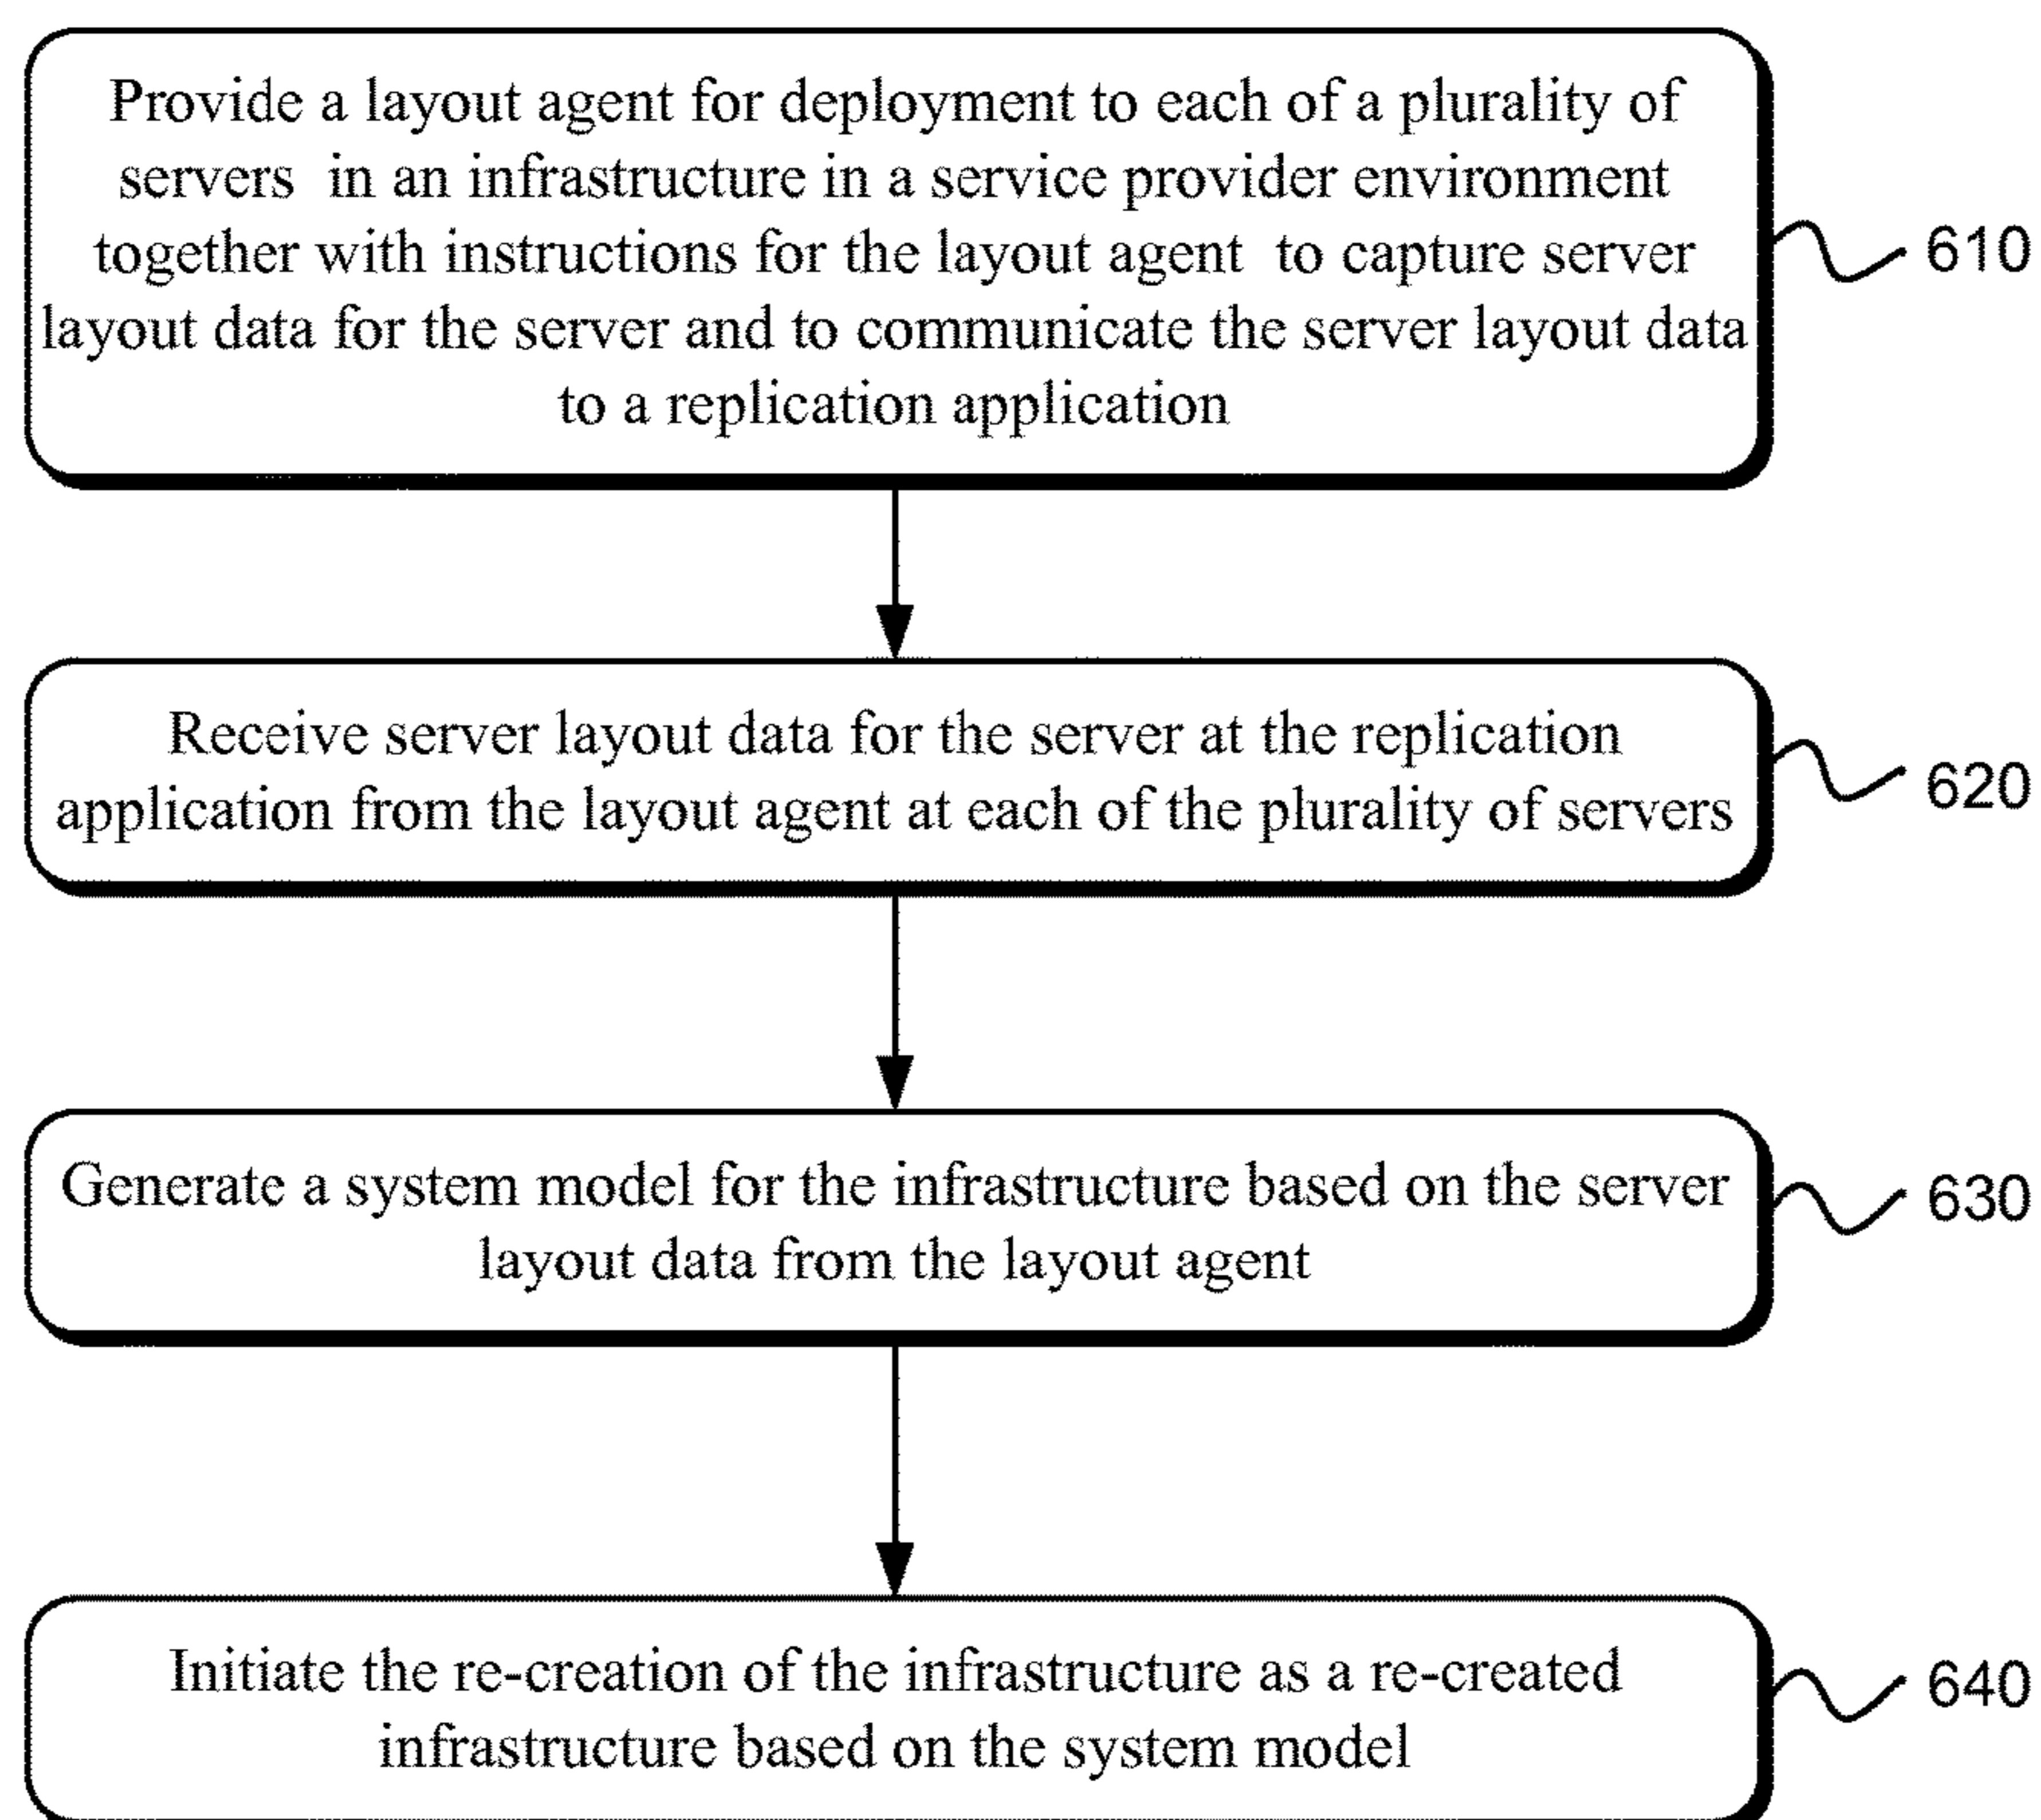 Provide a layout agent for deployment to each of a plurality of
servers in an infrastructure in a service provider environment
together with instructions for the layout agent to capture server
layout data for the server and to communicate the server layout data
to a replication application
610
Receive server layout data for the server at the replication
application from the layout agent at each of the plurality of servers
620
Generate a system model for the infrastructure based on the server
layout data from the layout agent
630
Initiate the re-creation of the infrastructure as a re-created
infrastructure based on the system model
640